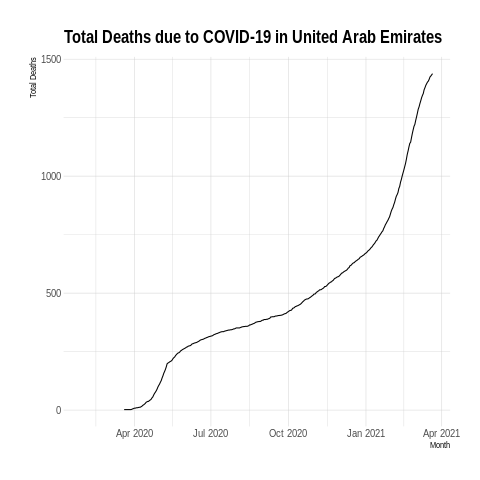 Total Deaths due to COVID-19 in United Arab Emirates
Total Deaths
1500
1000
500
0
Apr 2020 Jul 2020 Oct 2020 Jan 2021 Apr 2021
Month